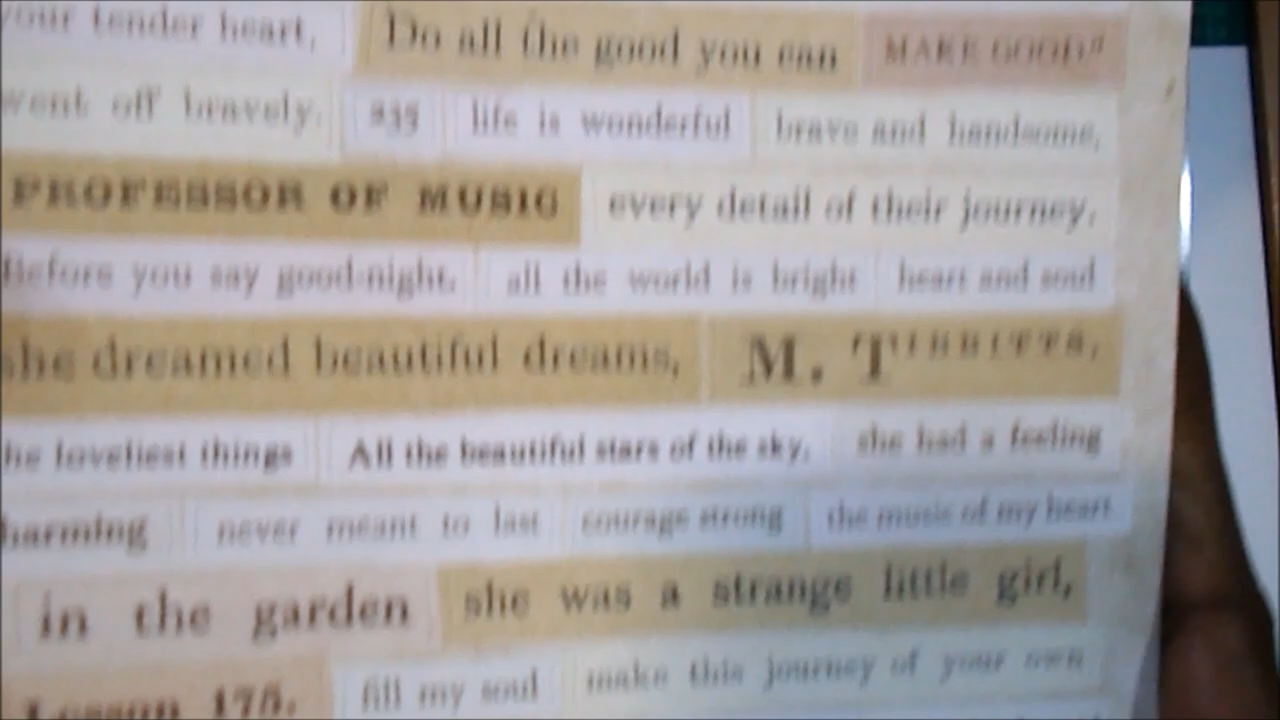 your tender heart, Do all the good you can MAKE GOOD"
went off bravely. 235 life is wonderful brave and handsome,
PROFESSOR OF MUSIC every detail of their journey.
Before you say good-night, all the world is bright heart and soul
she dreamed beautiful dreams, M. TIBBITTS,
he loveliest things All the beautiful stars of the sky, she had a feeling
harming never meant to last courage strong the music of my heart
in the garden she was a strange little girl,
Lesson 175. fill my soul make this journey of your own